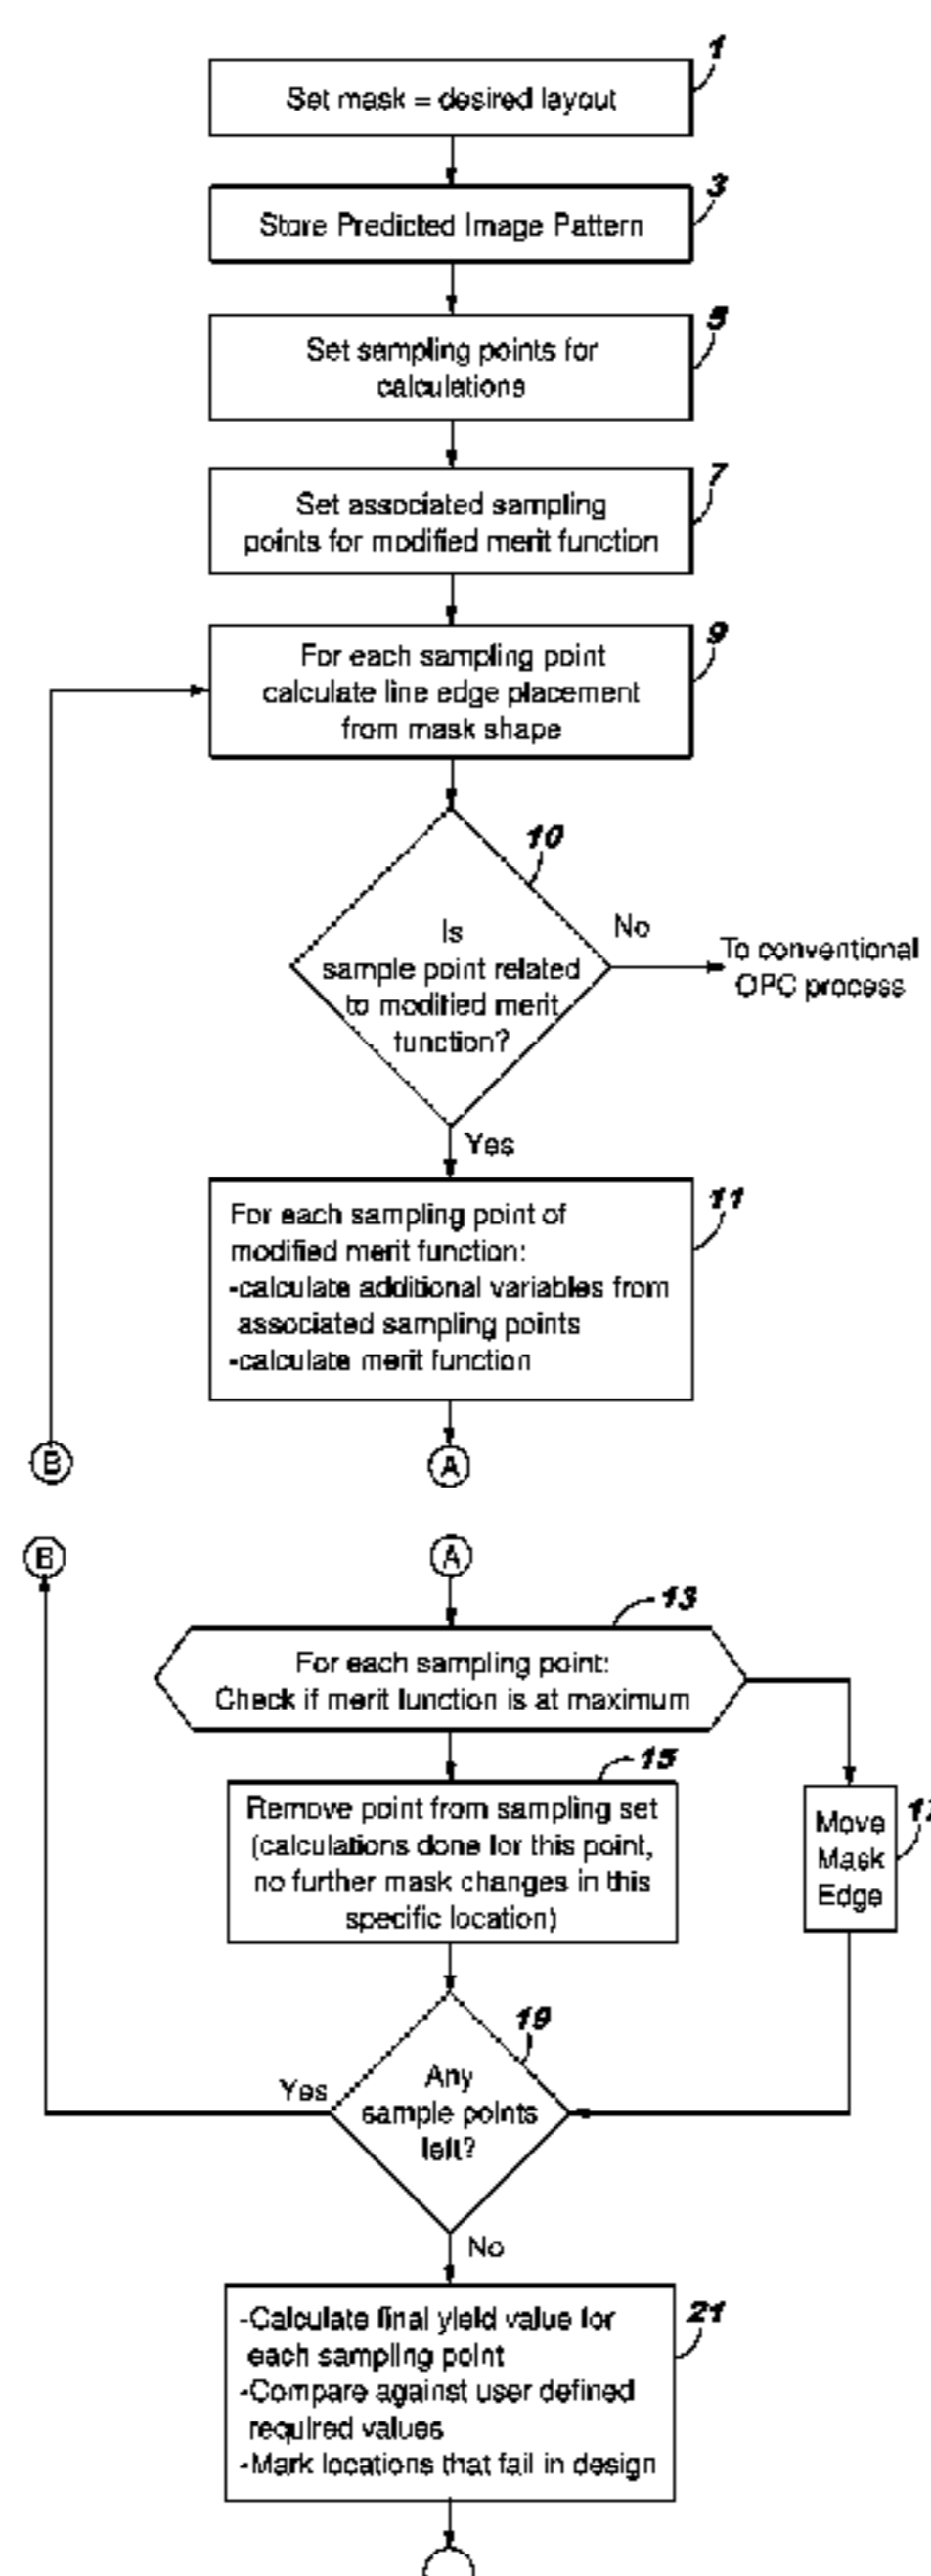 1
Set mask = desired layout
3
Store Predicted Image Pattern
5
Set sampling points for
calculations
7
Set associated sampling
points for modified merit function
9
For each sampling point
calculate line edge placement
from mask shape
10
Is
sample point related
to modified merit
function?
No
To conventional
OPC process
Yes
11
For each sampling point of
modified merit function:
-calculate additional variables from
associated sampling points
-calculate merit function
B
A
B
A
13
For each sampling point:
Check if merit function is at maximum
15
Remove point from sampling set
(calculations done for this point,
no further mask changes in this
specific location)
17
Move
Mask
Edge
19
Any
sample points
left?
Yes
No
21
-Calculate final yield value for
each sampling point
-Compare against user defined
required values
-Mark locations that fail in design